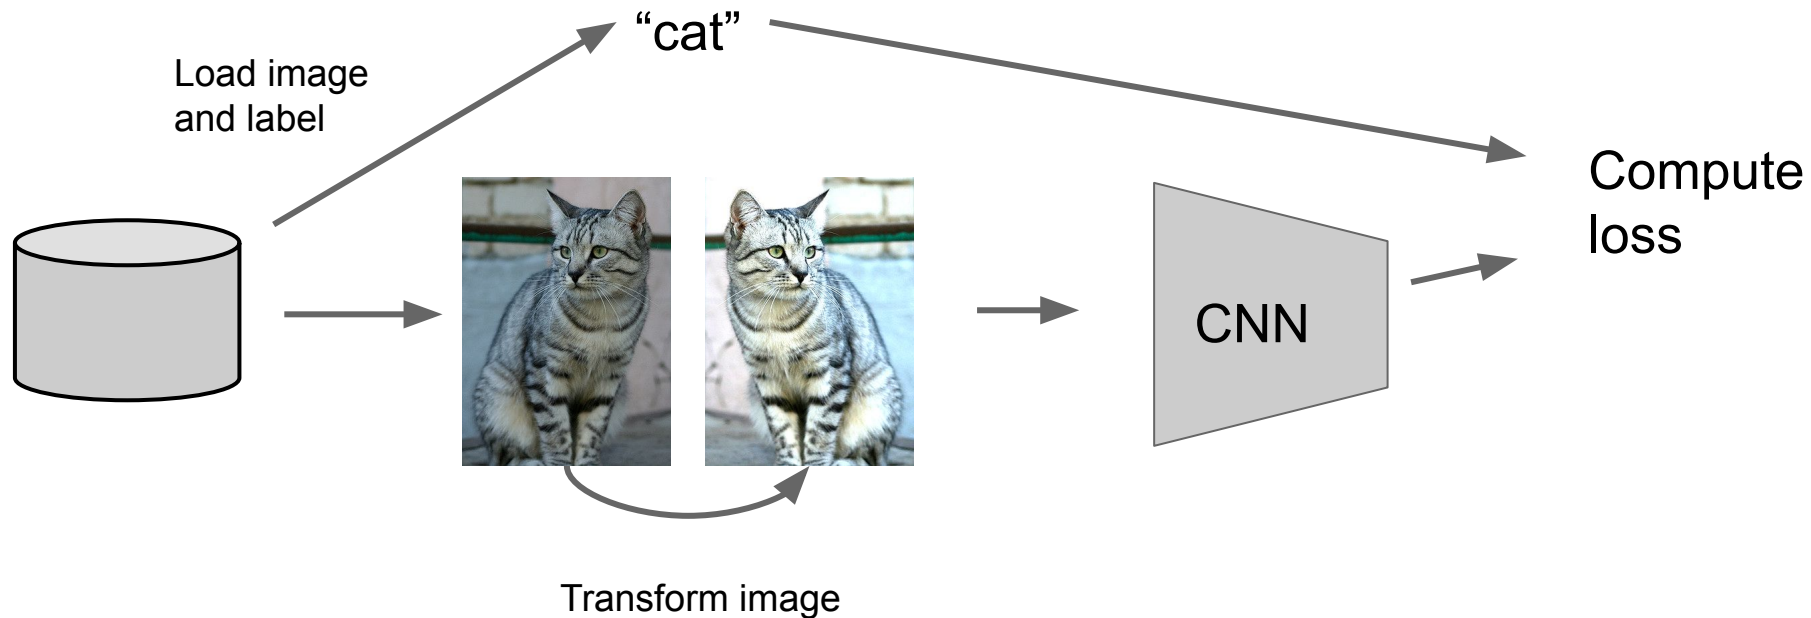 “cat”
Load image
and label
Compute
loss
CNN
Transform image